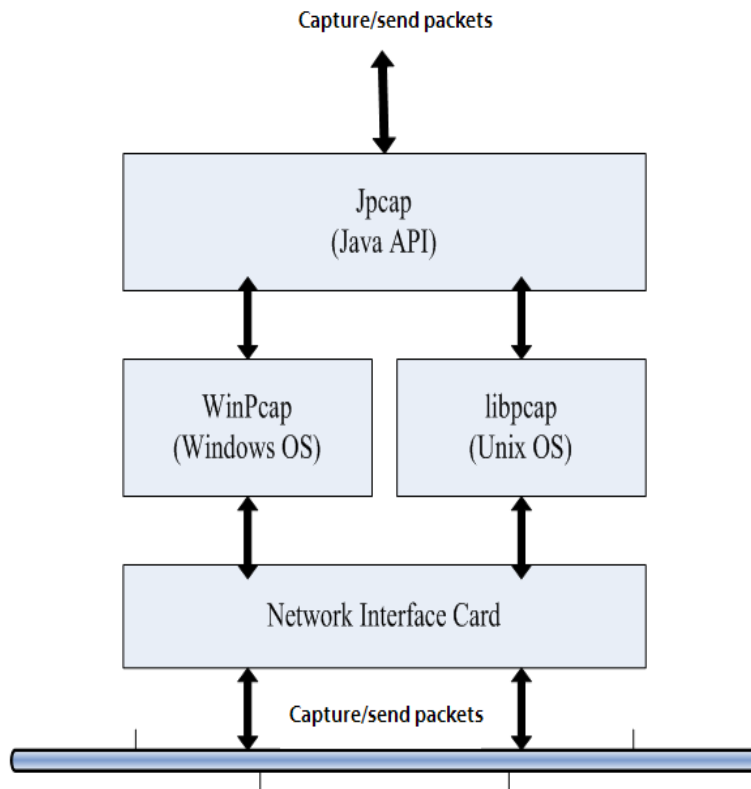 Capture/send packets
Jpcap
(Java API)
WinPcap
(Windows OS)
libpcap
(Unix OS)
Network Interface Card
Capture/send packets